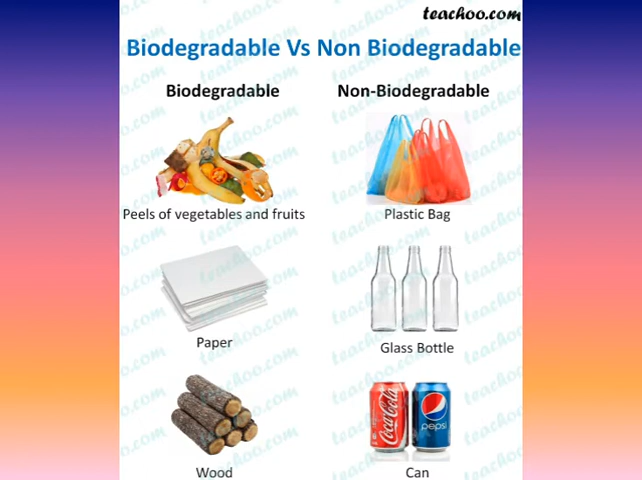 teachoo.com
Biodegradable Vs Non Biodegradable
Biodegradable
Non-Biodegradable
Peels of vegetables and fruits
Plastic Bag
Paper
Glass Bottle
Coca-Cola
pepsi
Wood
Can